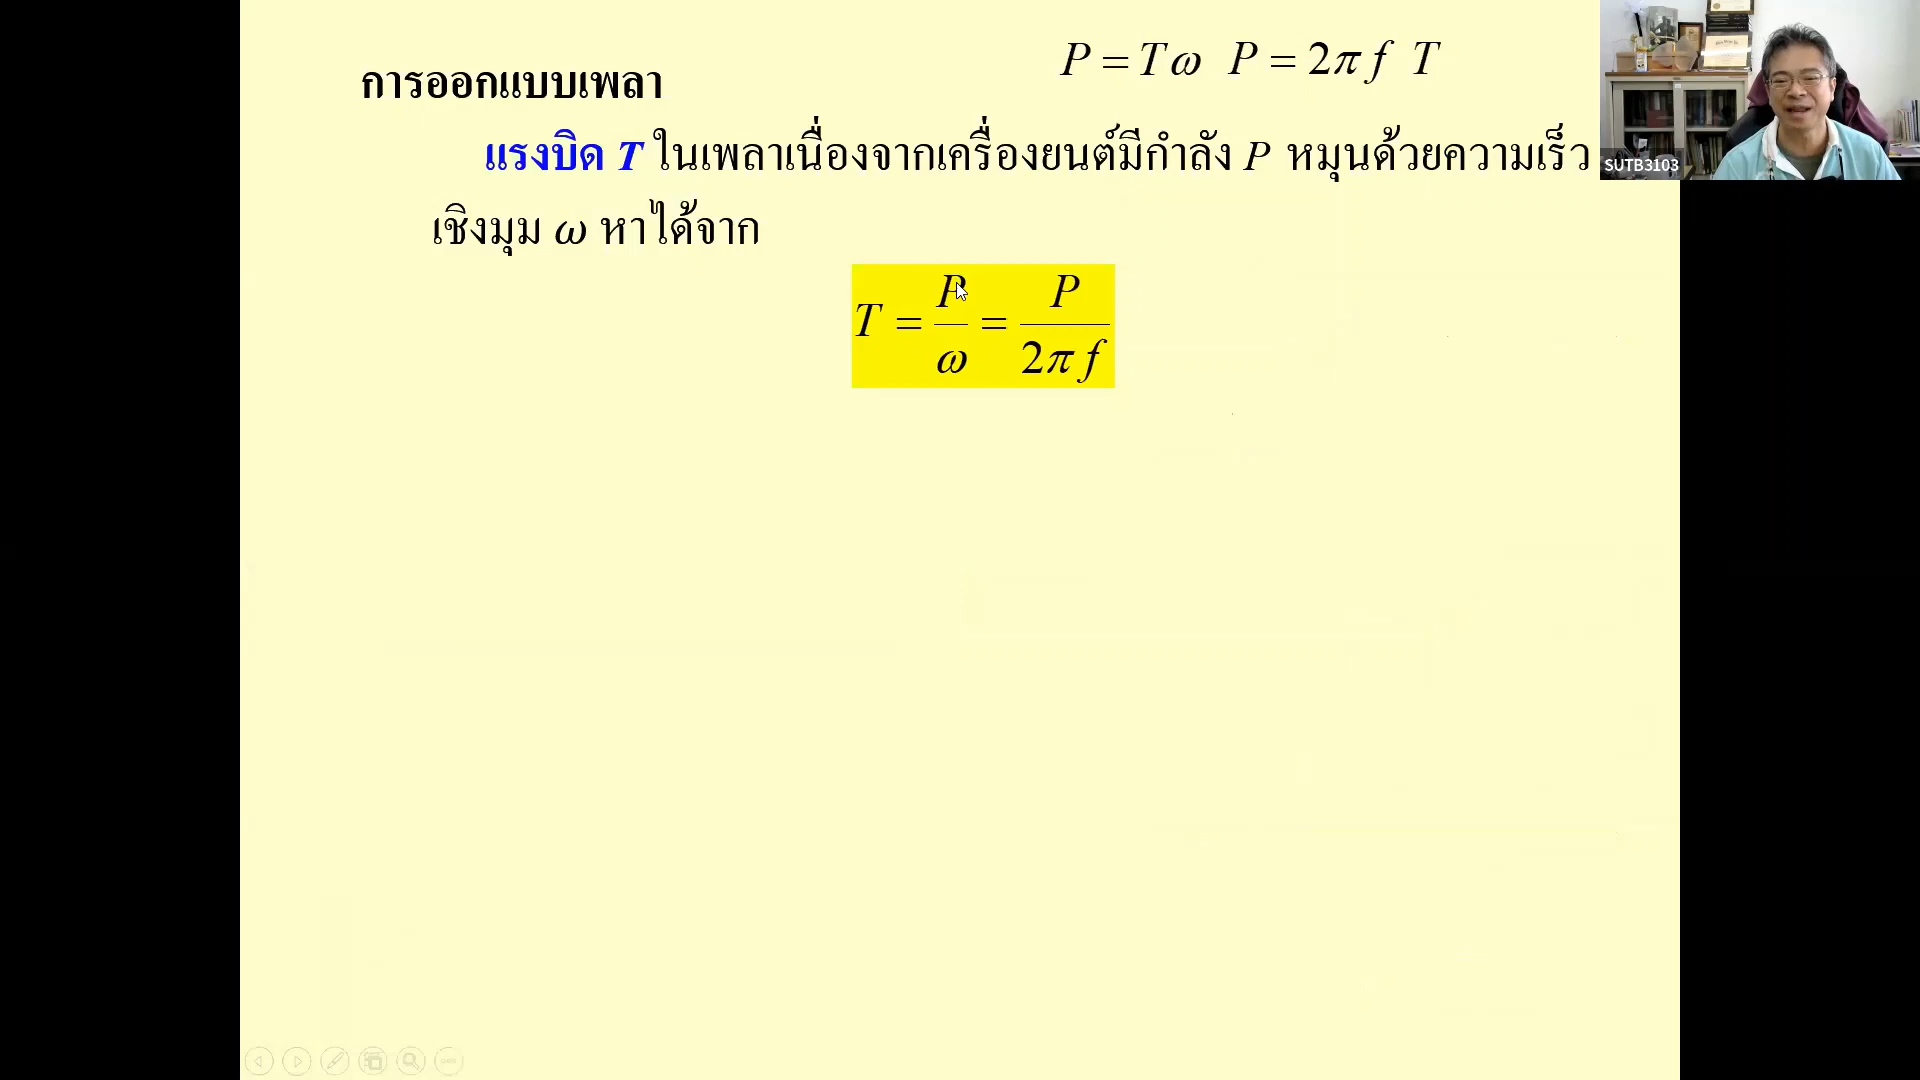 P = Tω P = 2π f T
การออกแบบเพลา
แรงบิด T ในเพลาเนื่องจากเครื่องยนต์มีกำลัง P หมุนด้วยความเร็ว
เชิงมุม ω หาได้จาก
T = P/ω = P/2π f
SUTB3103